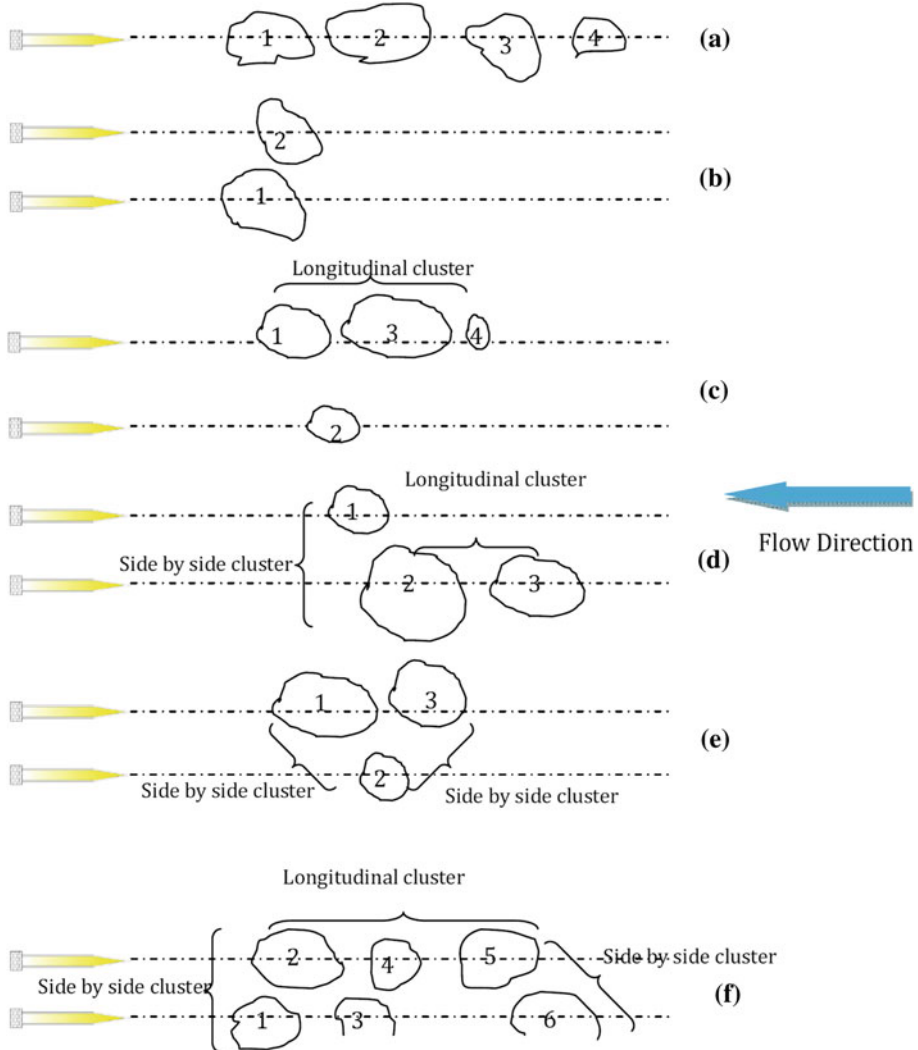 1 2 3 4 (a)
2
1 (b)
Longitudinal cluster
1 3 4
(c)
2
Longitudinal cluster
1
Flow Direction
Side by side cluster 2 3 (d)
1 3
(e)
2
Side by side cluster Side by side cluster
Longitudinal cluster
2 4 5 Side by side cluster
Side by side cluster
(f)
1 3 6